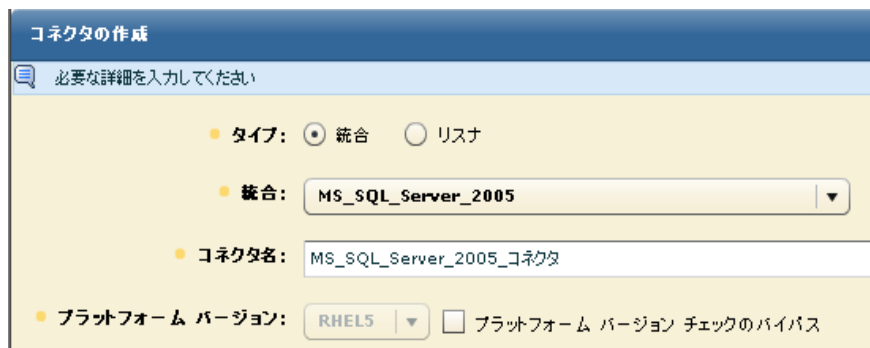 コネクタの作成
必要な詳細を入力してください
タイプ: 統合 リスナ
統合: MS_SQL_Server_2005
コネクタ名: MS_SQL_Server_2005_コネクタ
プラットフォーム バージョン: RHEL5 プラットフォーム バージョン チェックのバイパス